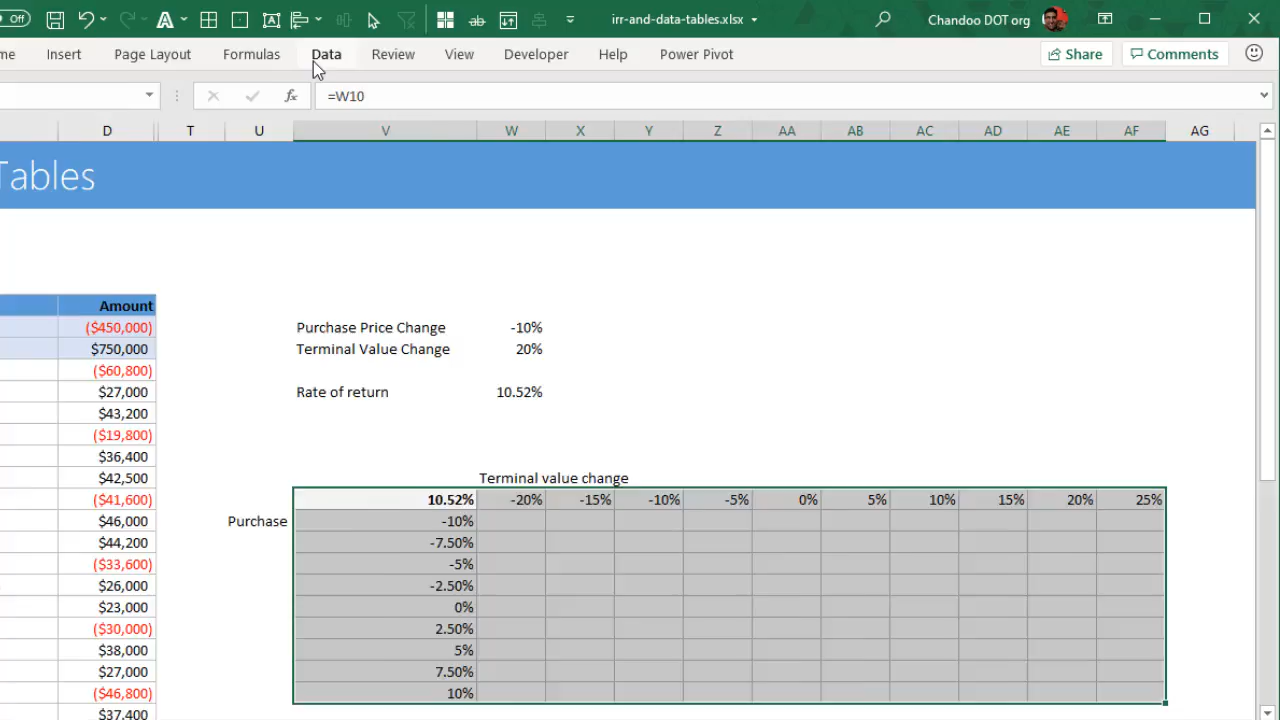 Off irr-and-data-tables.xlsx Chandoo DOT org
me Insert Page Layout Formulas Data Review View Developer Help Power Pivot Share Comments
fx =W10
D T U V W X Y Z AA AB AC AD AE AF AG
Tables
Amount
($450,000) Purchase Price Change -10%
$750,000 Terminal Value Change 20%
($60,800)
$27,000 Rate of return 10.52%
$43,200
($19,800)
$36,400
$42,500 Terminal value change
($41,600) 10.52% -20% -15% -10% -5% 0% 5% 10% 15% 20% 25%
$46,000 Purchase -10%
$44,200 -7.50%
($33,600) -5%
$26,000 -2.50%
$23,000 0%
($30,000) 2.50%
$38,000 5%
$27,000 7.50%
($46,800) 10%
$37,400